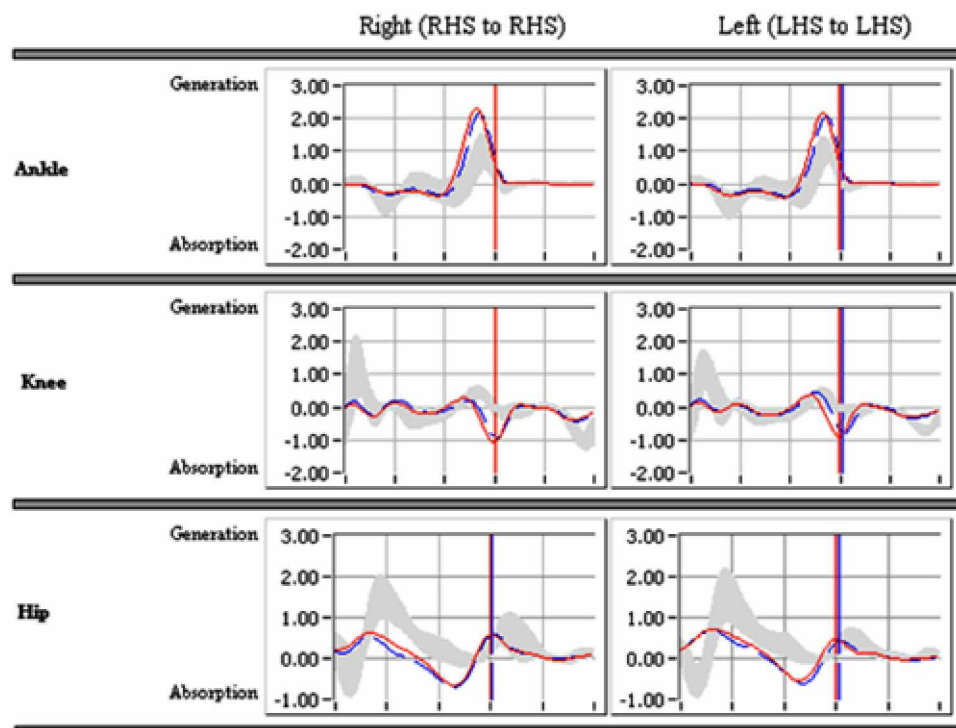 Right (RHS to RHS) Left (LHS to LHS)
Generation 3.00 3.00
2.00 2.00
1.00 1.00
Ankle 0.00 0.00
-1.00 -1.00
Absorption -2.00 -2.00
Generation 3.00 3.00
2.00 2.00
1.00 1.00
Knee 0.00 0.00
-1.00 -1.00
Absorption -2.00 -2.00
Generation 3.00 3.00
2.00 2.00
Hip 1.00 1.00
0.00 0.00
Absorption -1.00 -1.00